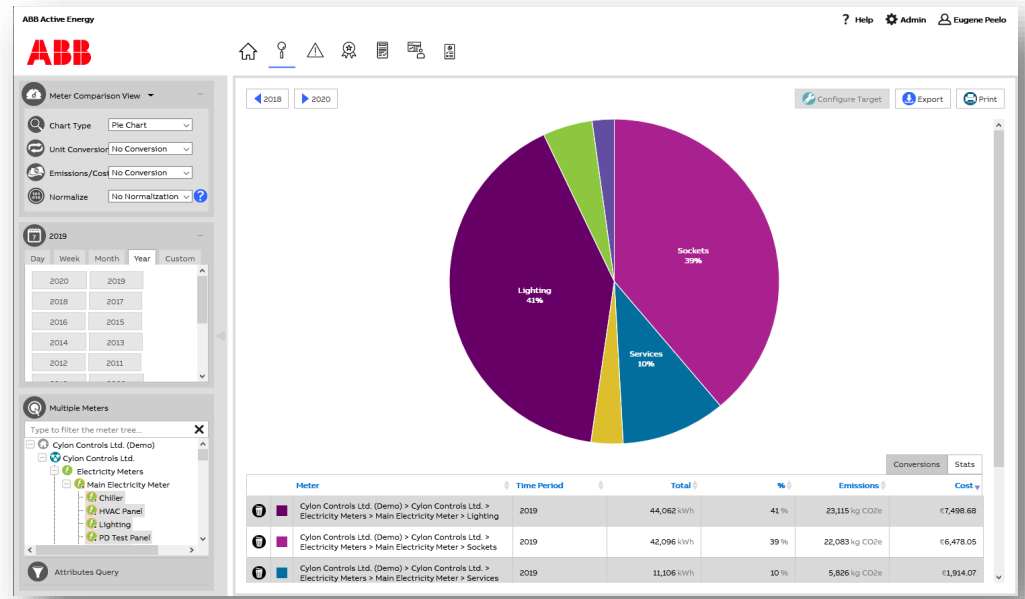 ABB Active Energy
? Help Admin Eugene Peelo
ABB
Meter Comparison View
Chart Type Pie Chart
Unit Conversion No Conversion
Emissions/Cost No Conversion
Normalize No Normalization ?
7 2019
Day Week Month Year Custom
2020 2019
2018 2017
2016 2015
2014 2013
2012 2011
Multiple Meters
Type to filter the meter tree...
Cylon Controls Ltd. (Demo)
Cylon Controls Ltd.
Electricity Meters
Main Electricity Meter
Chiller
HVAC Panel
Lighting
PD Test Panel
Attributes Query
2018 2020
Configure Target Export Print
Sockets
39%
Lighting
41%
Services
10%
Conversions Stats
Meter Time Period Total % Emissions Cost
Cylon Controls Ltd. (Demo) > Cylon Controls Ltd. >
Electricity Meters > Main Electricity Meter > Lighting
2019 44,062 kWh 41 % 23,115 kg CO2e €7,498.68
Cylon Controls Ltd. (Demo) > Cylon Controls Ltd. >
Electricity Meters > Main Electricity Meter > Sockets
2019 42,096 kWh 39 % 22,083 kg CO2e €6,478.05
Cylon Controls Ltd. (Demo) > Cylon Controls Ltd. >
Electricity Meters > Main Electricity Meter > Services
2019 11,106 kWh 10 % 5,826 kg CO2e €1,914.07